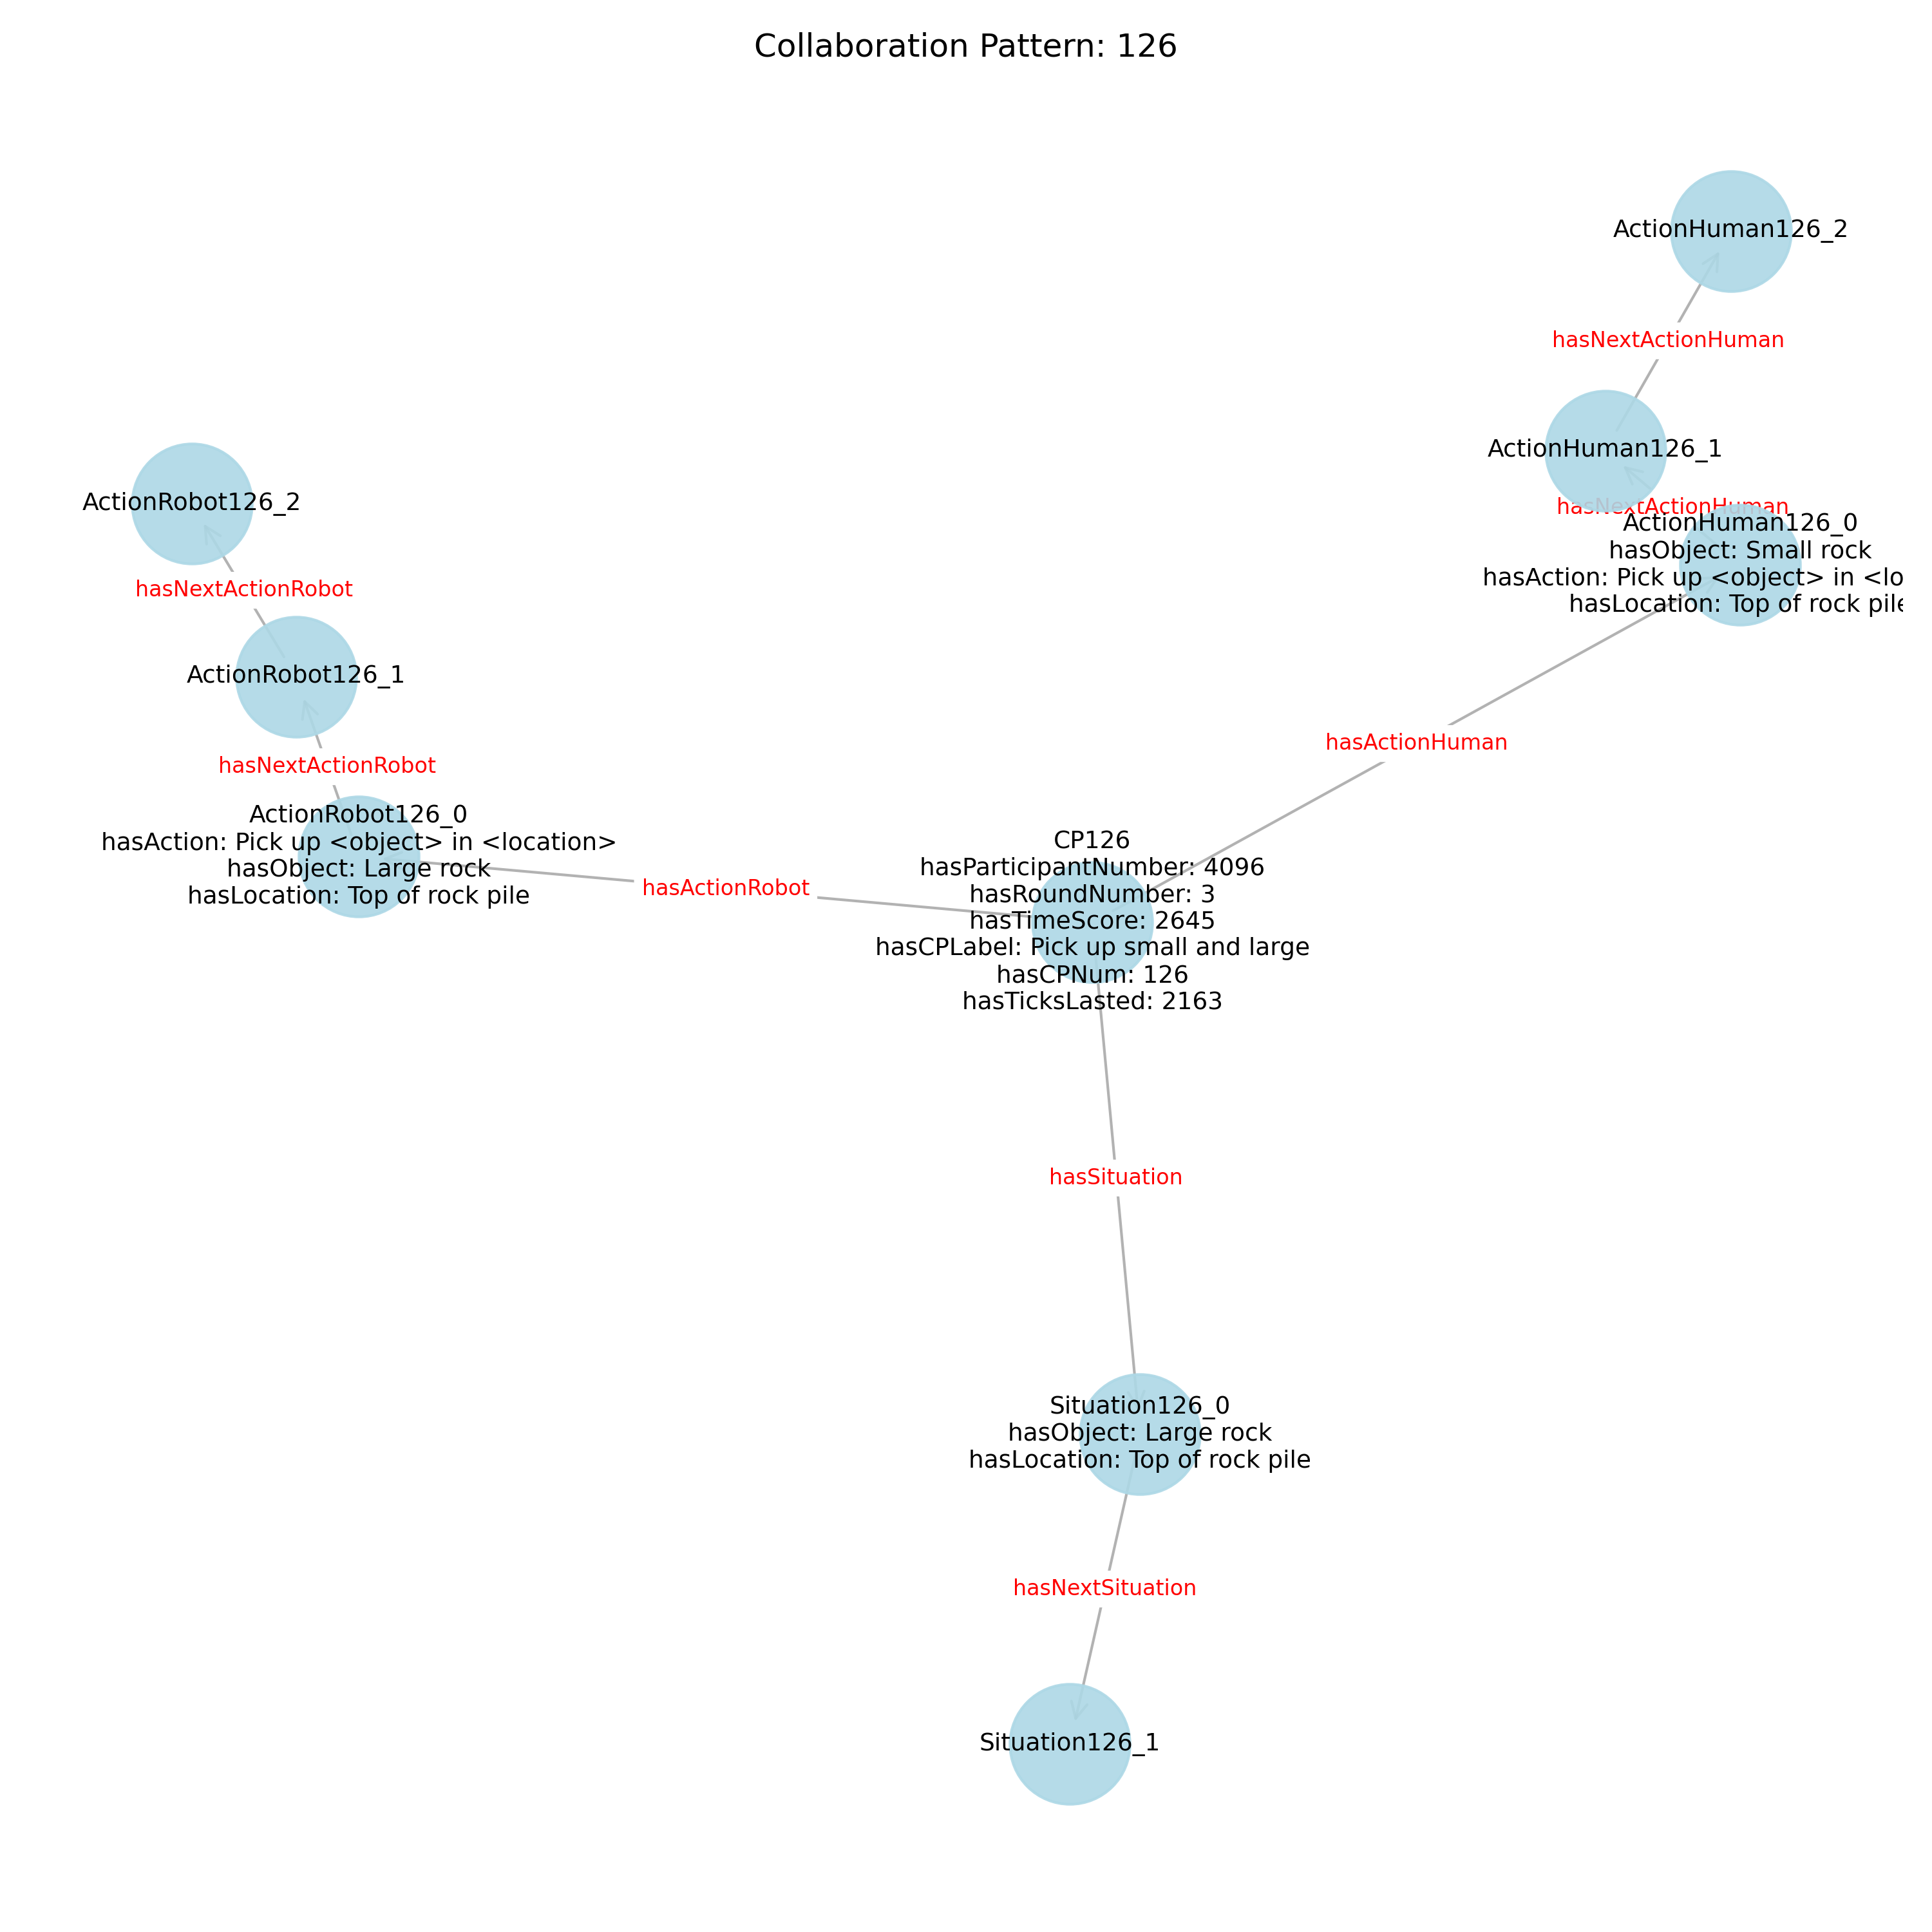 Collaboration Pattern: 126
ActionHuman126_2
hasNextActionHuman
ActionHuman126_1
hasNextActionHuman
ActionHuman126_0
hasObject: Small rock
hasAction: Pick up <object> in <lo
hasLocation: Top of rock pile
ActionRobot126_2
hasNextActionRobot
ActionRobot126_1
hasNextActionRobot
ActionRobot126_0
hasAction: Pick up <object> in <location>
hasObject: Large rock
hasLocation: Top of rock pile
hasActionRobot
hasActionHuman
CP126
hasParticipantNumber: 4096
hasRoundNumber: 3
hasTimeScore: 2645
hasCPLabel: Pick up small and large
hasCPNum: 126
hasTicksLasted: 2163
hasSituation
Situation126_0
hasObject: Large rock
hasLocation: Top of rock pile
hasNextSituation
Situation126_1